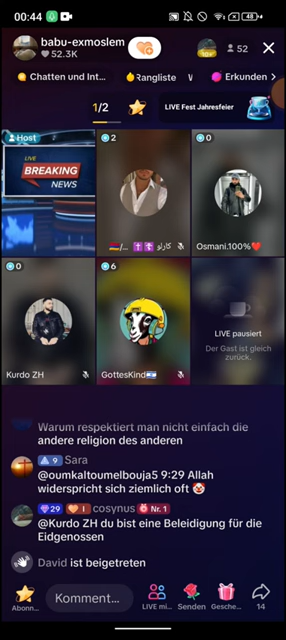 00:44
48
babu-exmoslem
52.3K
52
Chatten und Int...
Rangliste
Erkunden >
1/2
LIVE Fest Jahresfeier
Host
LIVE
BREAKING
NEWS
2
كارلو ✝️✝️ ...
0
Osmani.100%❤️
0
Kurdo ZH
6
GottesKind🇮🇱
LIVE pausiert
Der Gast ist gleich
zurück.
Warum respektiert man nicht einfach die
andere religion des anderen
9 Sara
@oumkaltoumelbouja5 9:29 Allah
widerspricht sich ziemlich oft 🤡
29 I cosynus Nr. 1
@Kurdo ZH du bist eine Beleidigung für die
Eidgenossen
David ist beigetreten
Abonn...
Komment...
LIVE mi...
Senden
Gesche...
14